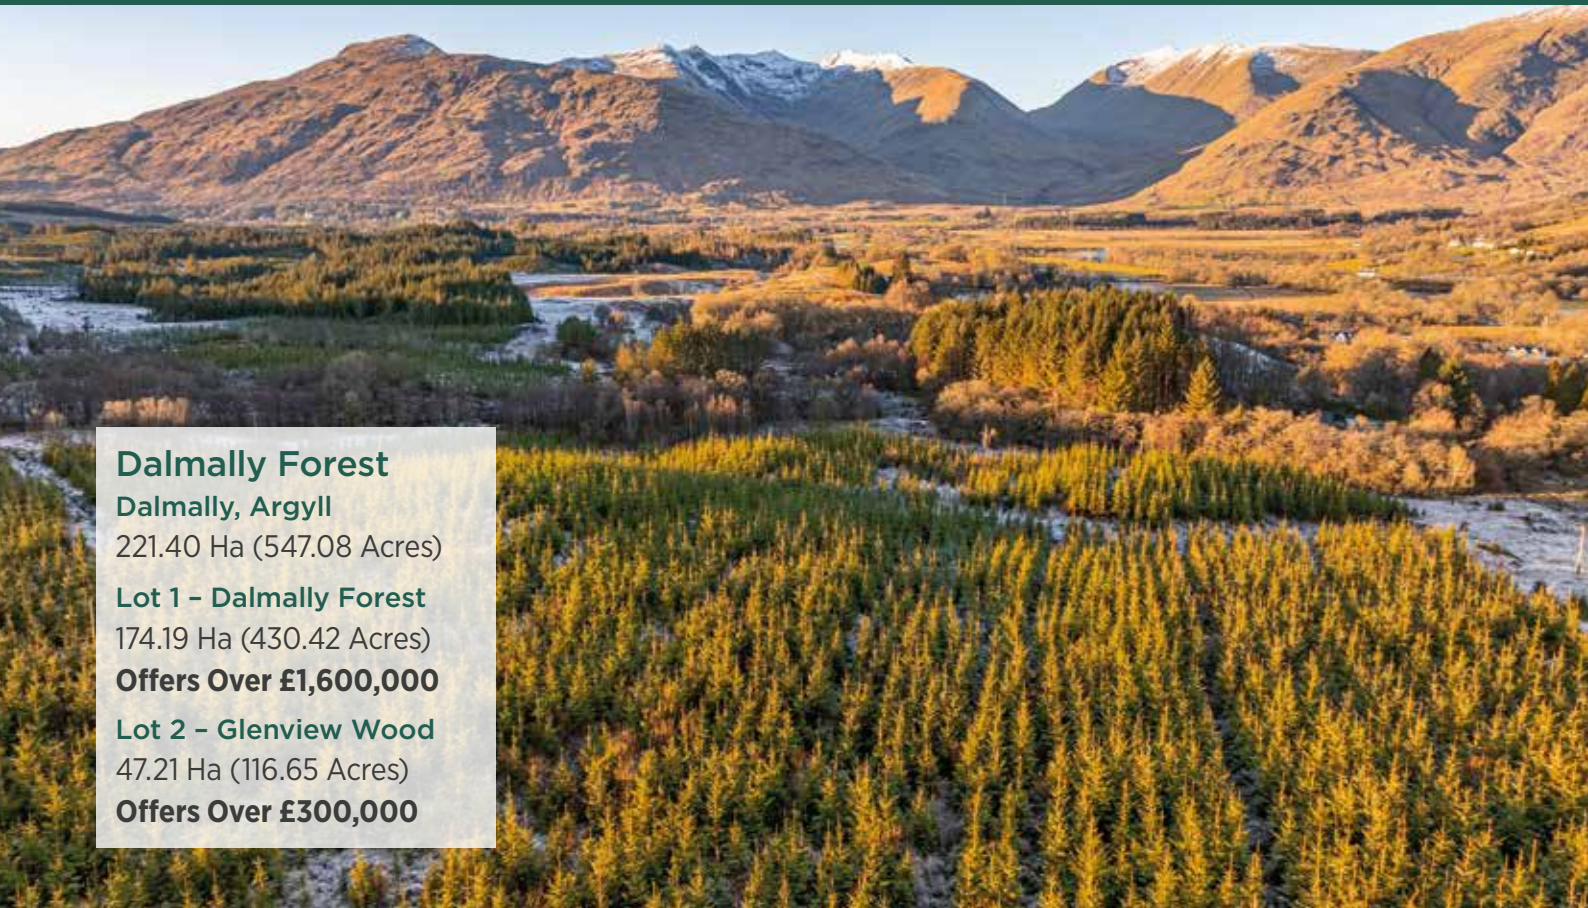 Dalmally Forest
Dalmally, Argyll
221.40 Ha (547.08 Acres)
Lot 1 – Dalmally Forest
174.19 Ha (430.42 Acres)
Offers Over £1,600,000
Lot 2 – Glenview Wood
47.21 Ha (116.65 Acres)
Offers Over £300,000